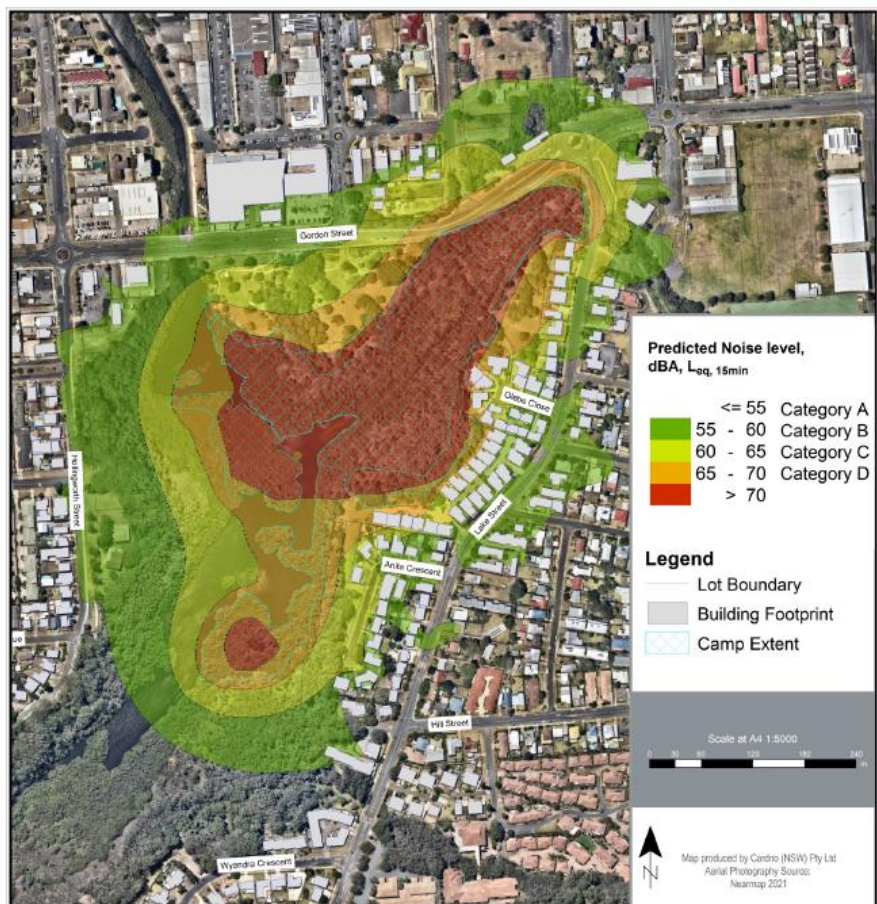 Gordon Street
Hollingworth Street
Glebe Close
Lake Street
Anita Crescent
Hill Street
Wyandra Crescent
ue
Predicted Noise level,
dBA, Leq, 15min
<= 55 Category A
55 - 60 Category B
60 - 65 Category C
65 - 70 Category D
> 70
Legend
Lot Boundary
Building Footprint
Camp Extent
Scale at A4 1:5000
0 30 60 120 180 240
m
N
Map produced by Cardno (NSW) Pty Ltd
Aerial Photography Source:
Nearmap 2021